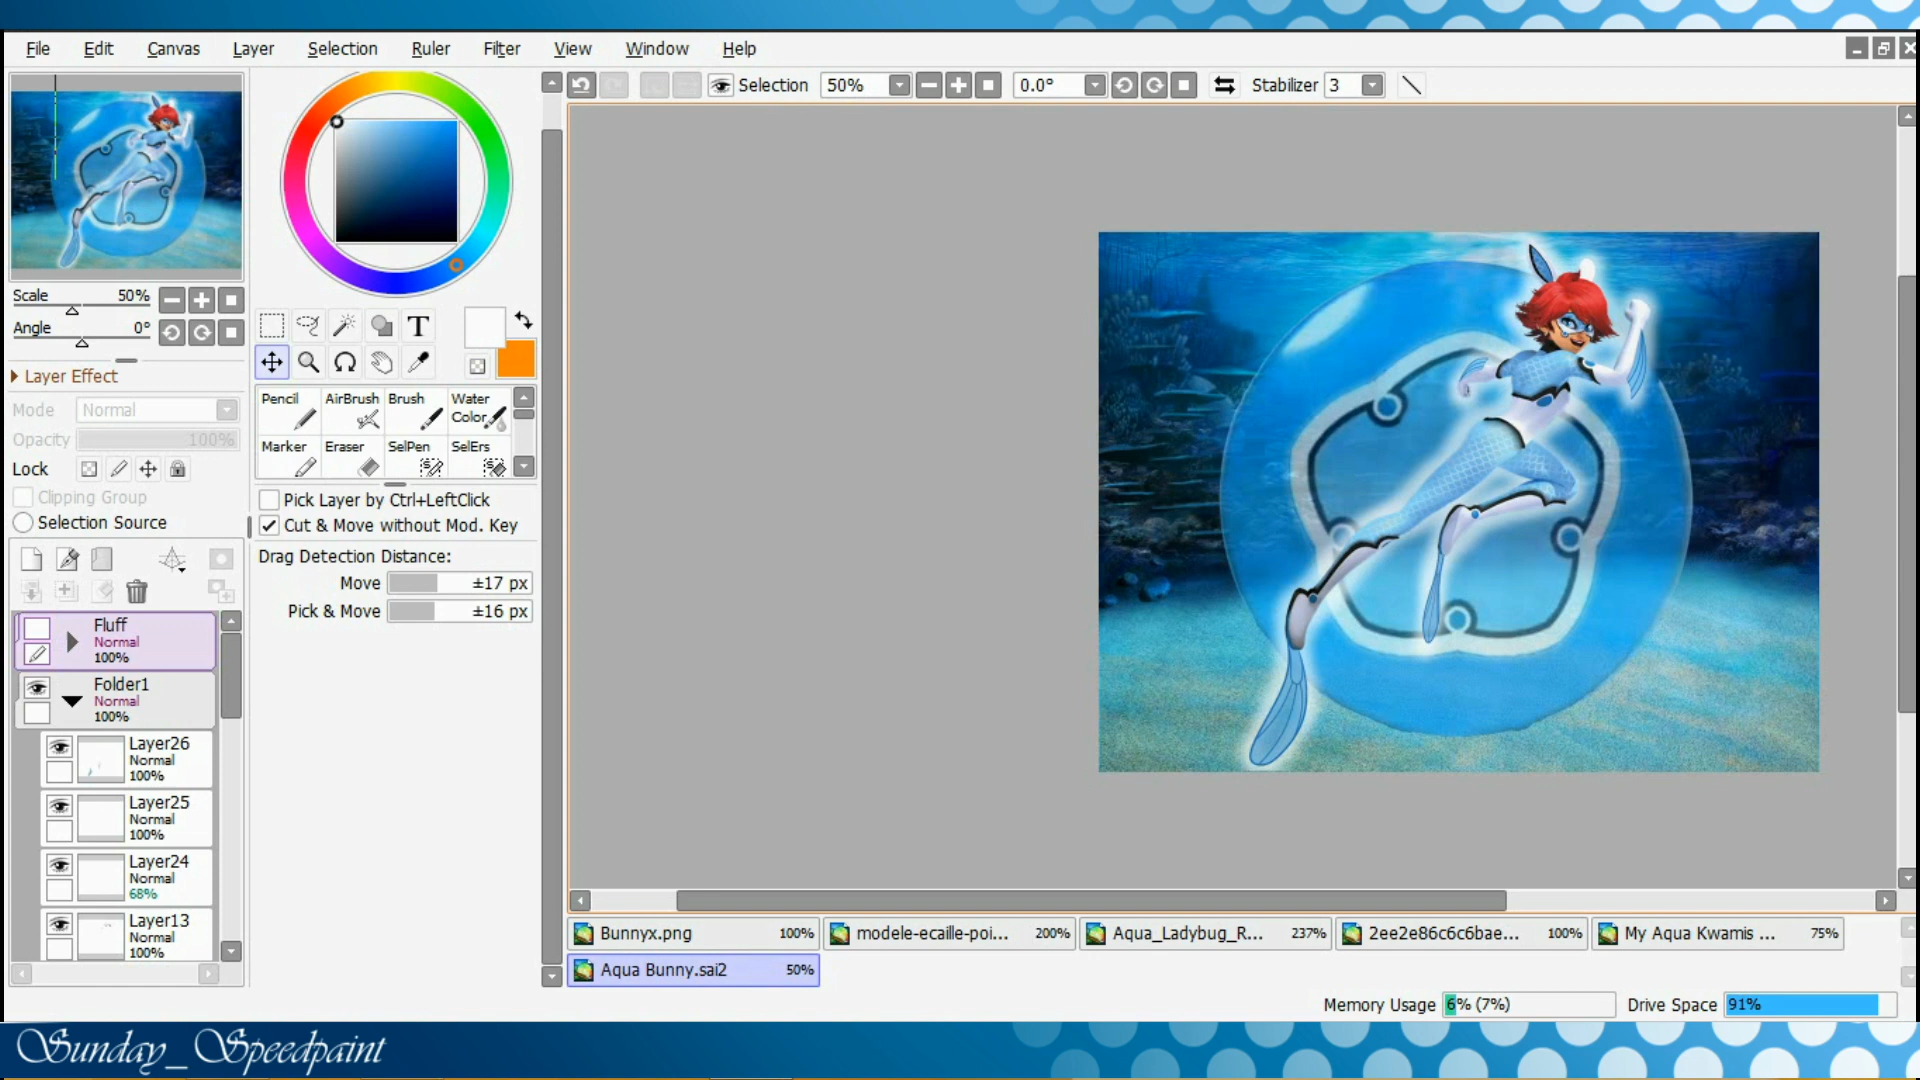 File Edit Canvas Layer Selection Ruler Filter View Window Help
Selection 50% 0.0° Stabilizer 3
Scale 50%
Angle 0°
Layer Effect
Mode Normal
Opacity 100%
Lock
Clipping Group
Selection Source
Fluff
Normal
100%
Folder1
Normal
100%
Layer26
Normal
100%
Layer25
Normal
100%
Layer24
Normal
68%
Layer13
Normal
100%
T
Pencil AirBrush Brush Water Color
Marker Eraser SelPen SelErs
Pick Layer by Ctrl+LeftClick
Cut & Move without Mod. Key
Drag Detection Distance:
Move ±17 px
Pick & Move ±16 px
Bunnyx.png 100% modele-ecaille-poi... 200% Aqua_Ladybug_R... 237% 2ee2e86c6c6bae... 100% My Aqua Kwamis ... 75%
Aqua Bunny.sai2 50%
Memory Usage 6% (7%) Drive Space 91%
Sunday_Speedpaint